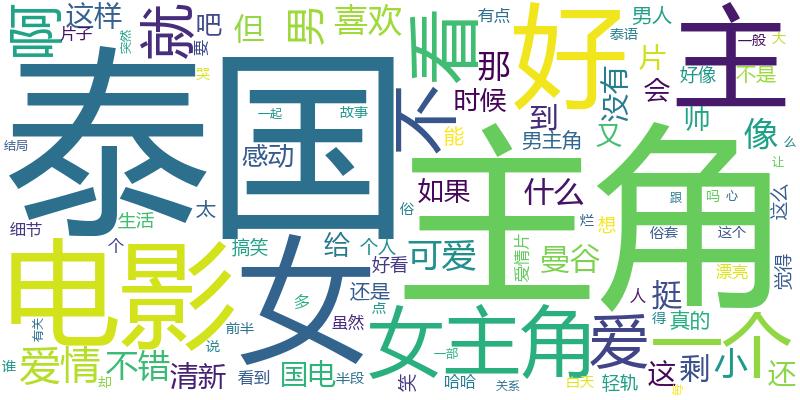 这样
片子
啊
就
吧
要
突然
哭
但
男
喜欢
看
有点
好
泰语
男人
片
主
一般
大
泰国
一起
故事
不
那
时候
到
没有
会
好像
不是
帅
像
么
结局
感动
能
男主角
又
主角
让
细节
生活
太
个
搞笑
给
如果
什么
俗
烂
想
跟
吗
心
这么
俗套
这个
电影
女
个人
好看
可爱
爱情片
曼谷
漂亮
觉得
有关
多
还是
点
虽然
人
挺
得
真的
前半
说
女主角
爱
一个
谁
爱情
却
不错
清新
看到
国电
半段
笑
一部
哈哈
关系
白天
轻轨
这
剩
小
还